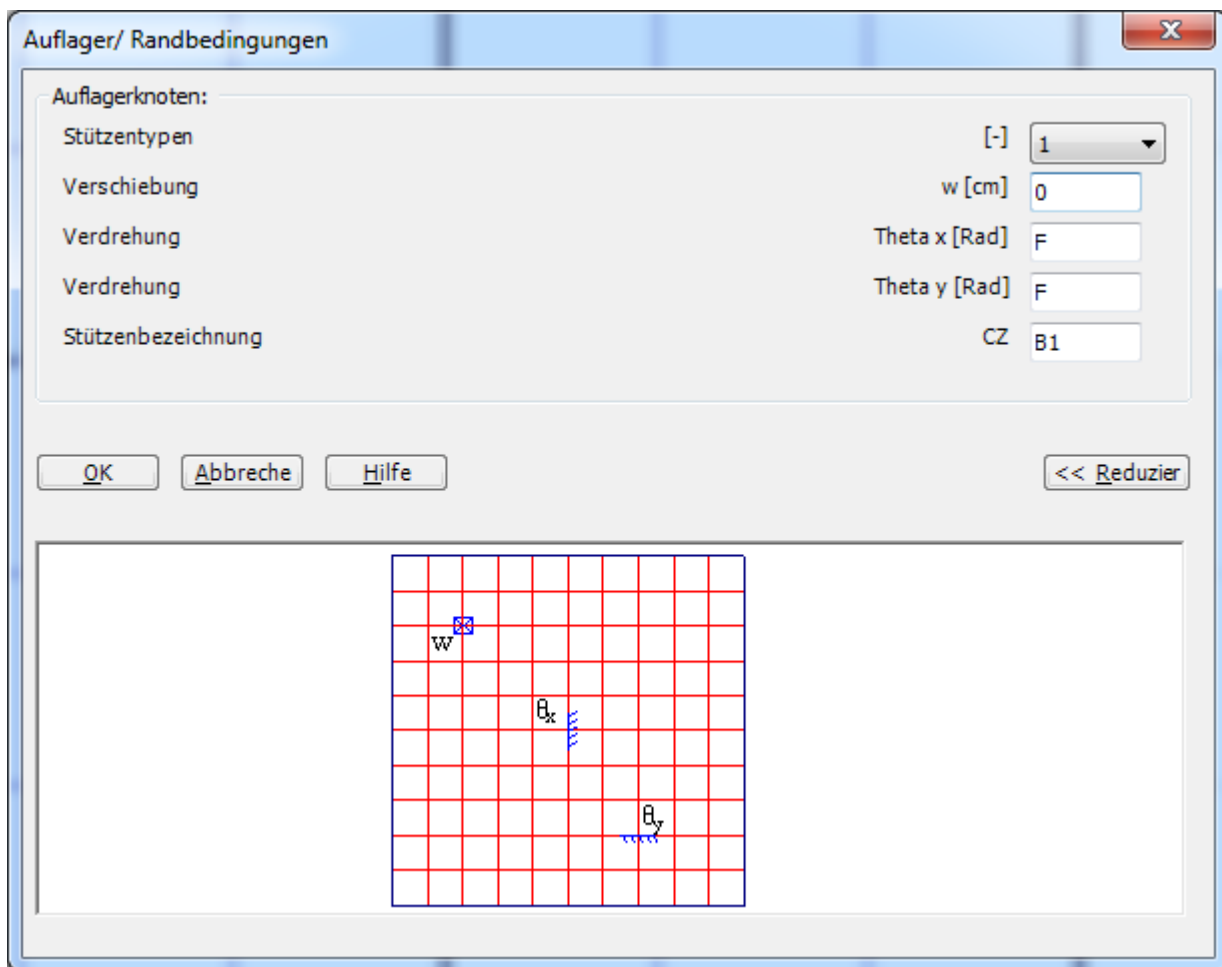 Auflager/ Randbedingungen
Auflagerknoten:
Stützentypen [-] 1
Verschiebung w [cm] 0
Verdrehung Theta x [Rad] F
Verdrehung Theta y [Rad] F
Stützenbezeichnung CZ B1
OK Abbreche Hilfe << Reduzier
w
θx
θy